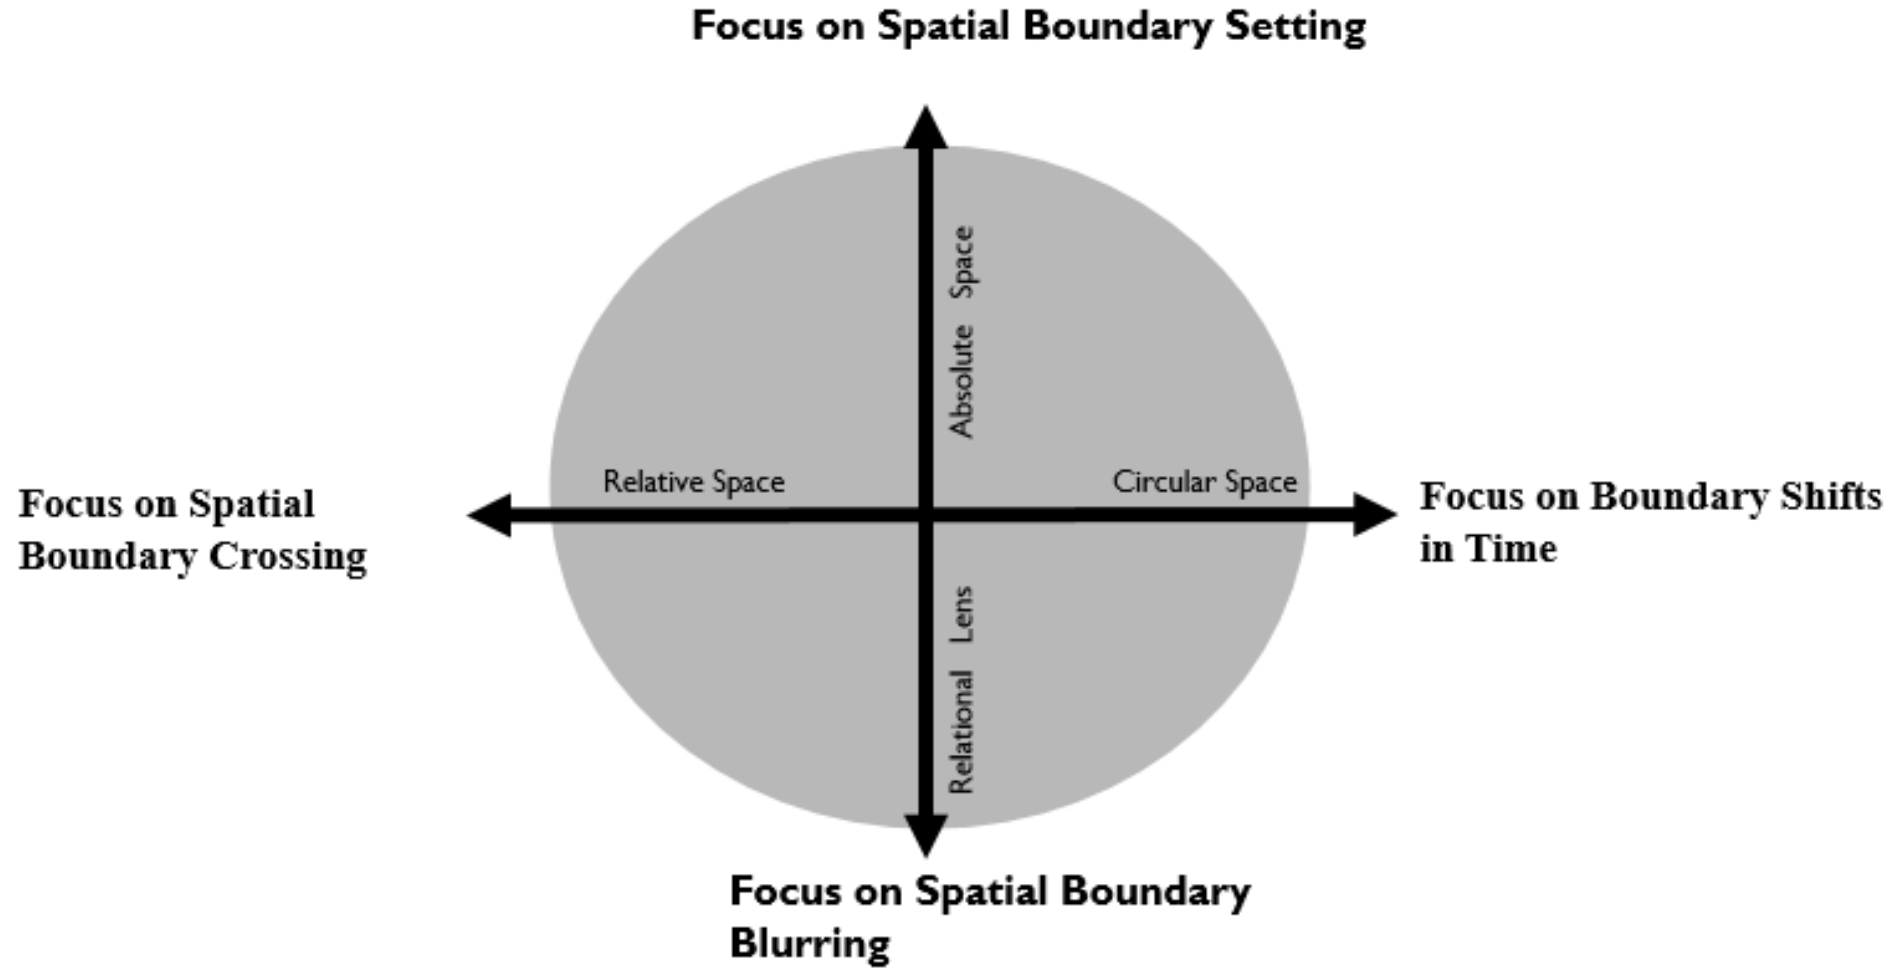 Focus on Spatial Boundary Setting
Absolute Space
Relative Space
Circular Space
Focus on Spatial
Boundary Crossing
Focus on Boundary Shifts
in Time
Relational Lens
Focus on Spatial Boundary
Blurring